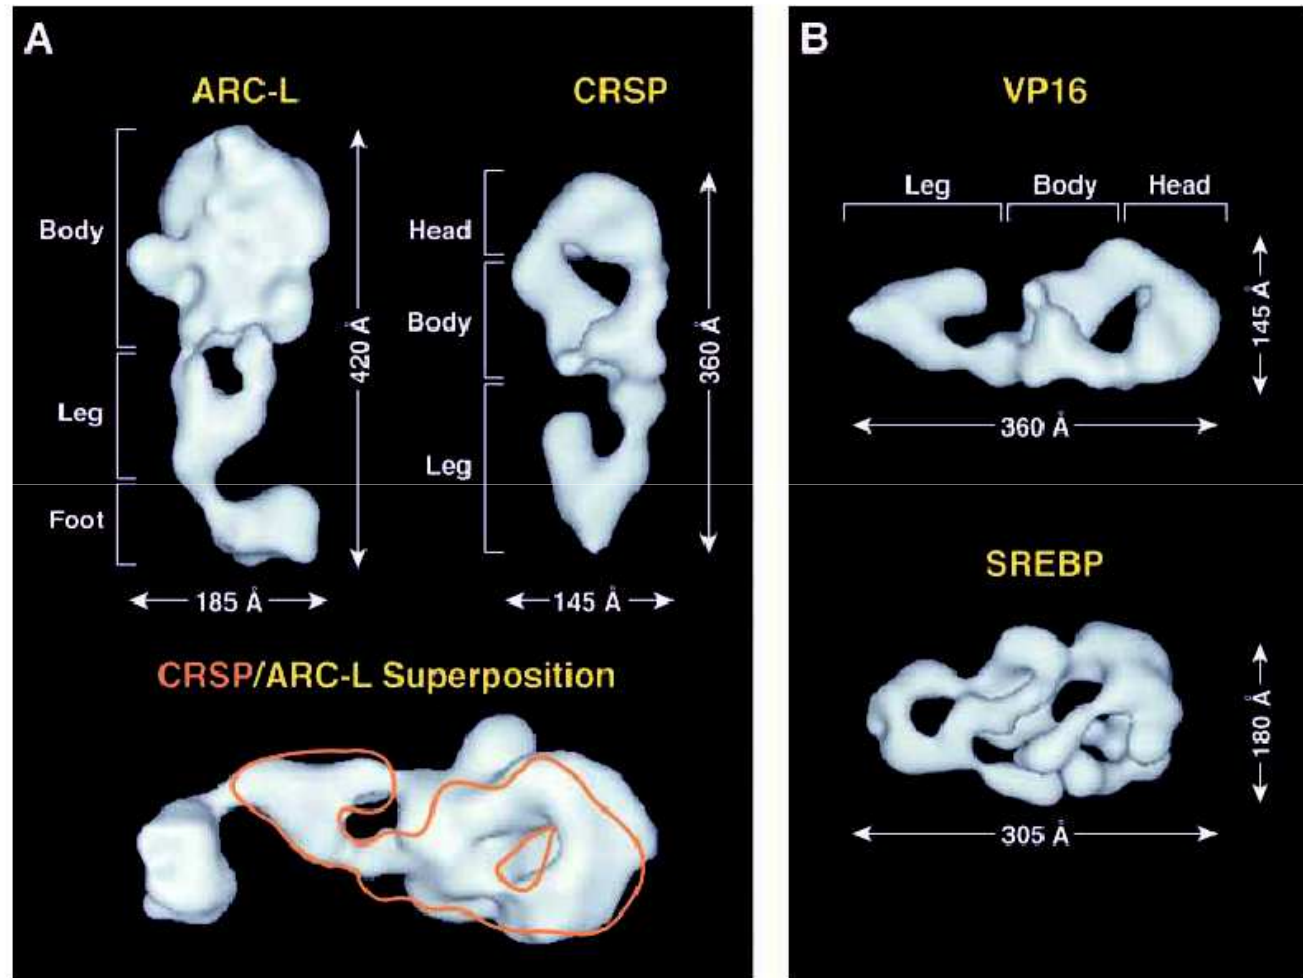 A
ARC-L
CRSP
Body
Leg
Foot
420 Å
185 Å
Head
Body
Leg
360 Å
145 Å
CRSP/ARC-L Superposition
B
VP16
Leg Body Head
145 Å
360 Å
SREBP
180 Å
305 Å